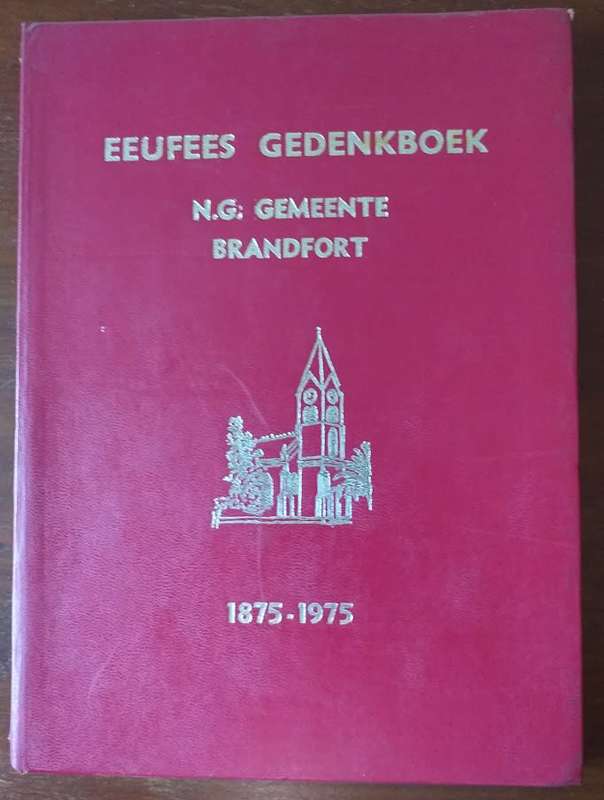 EEUFEES GEDENKBOEK
N.G. GEMEENTE
BRANDFORT
1875-1975